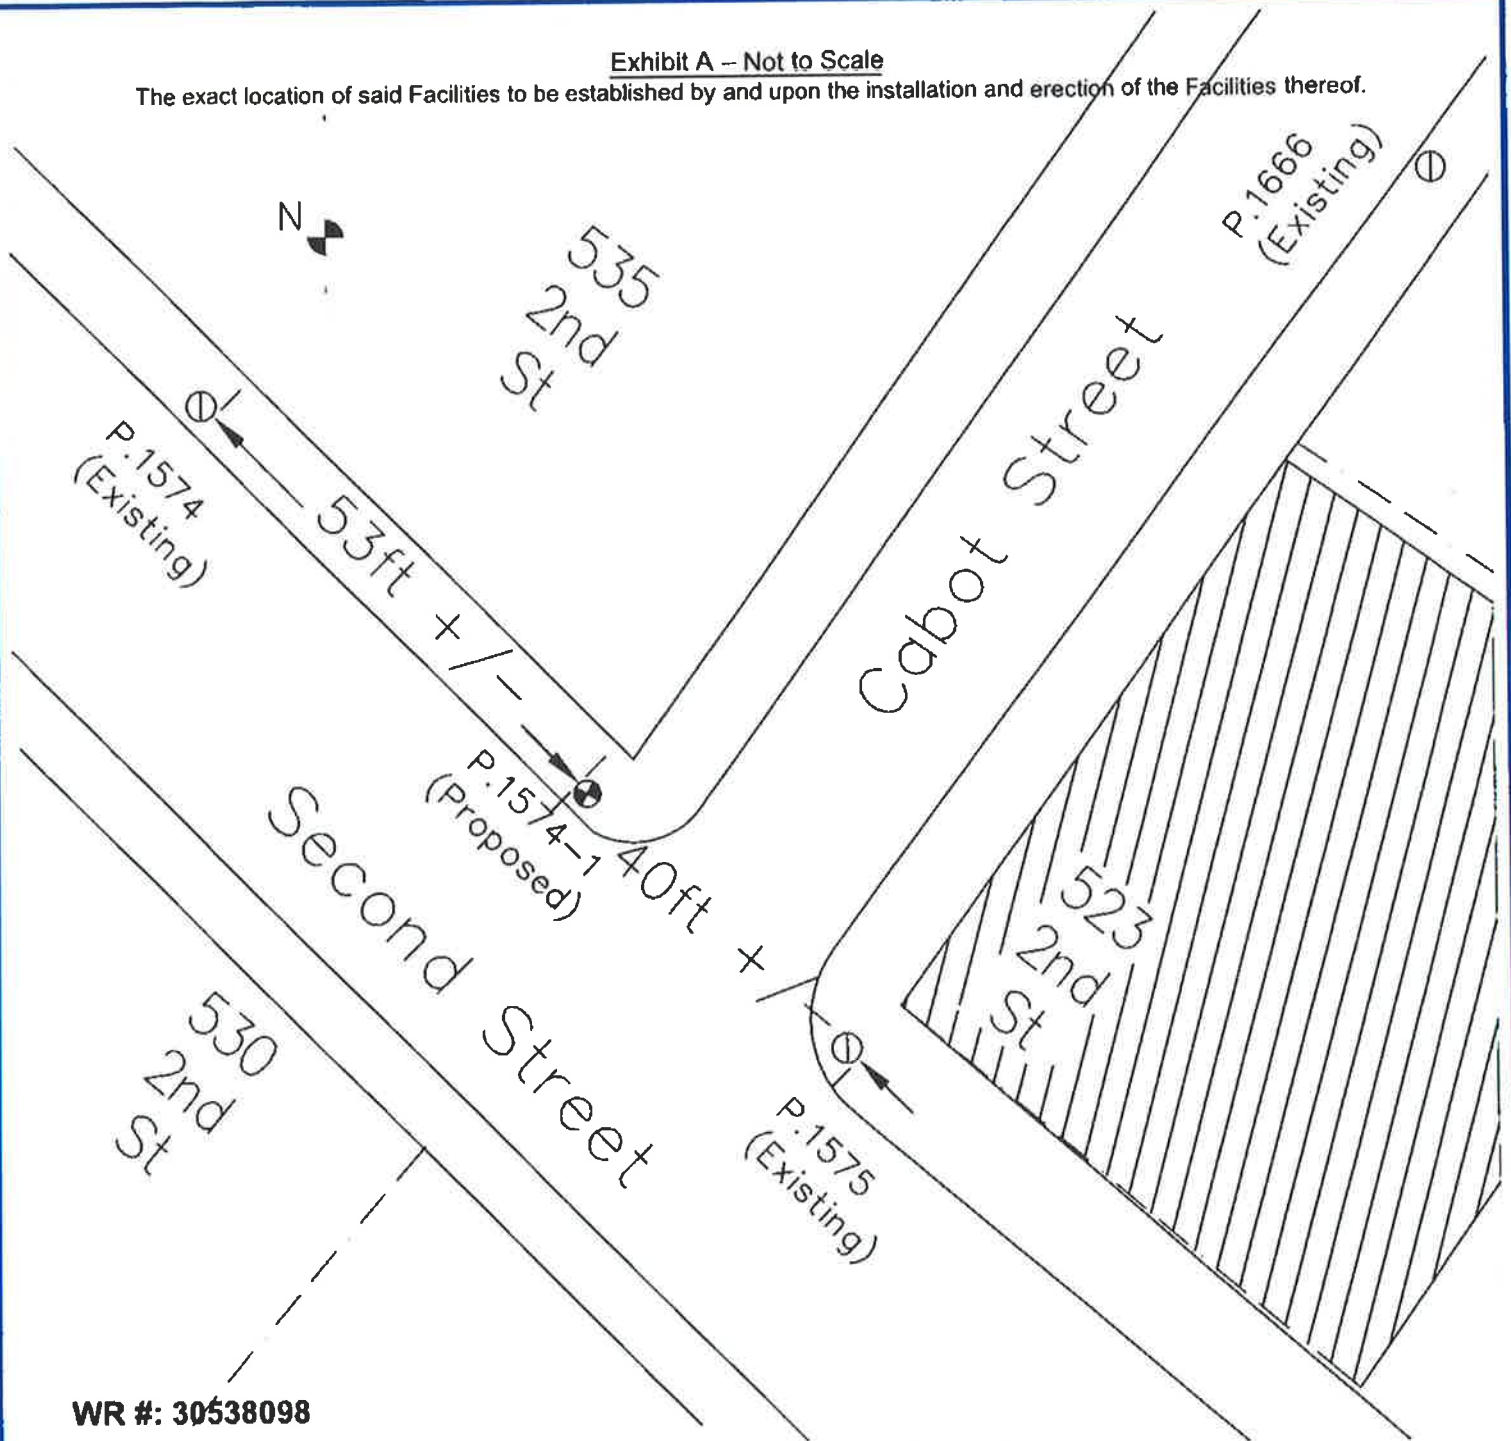 Exhibit A – Not to Scale
The exact location of said Facilities to be established by and upon the installation and erection of the Facilities thereof.
N
535
2nd
St
P.1666
(Existing)
P.1574
(Existing)
53ft +/-
Cabot Street
P.1574-1
(Proposed)
40ft +/-
Second Street
523
2nd
St
530
2nd
St
P.1575
(Existing)
WR #: 30538098